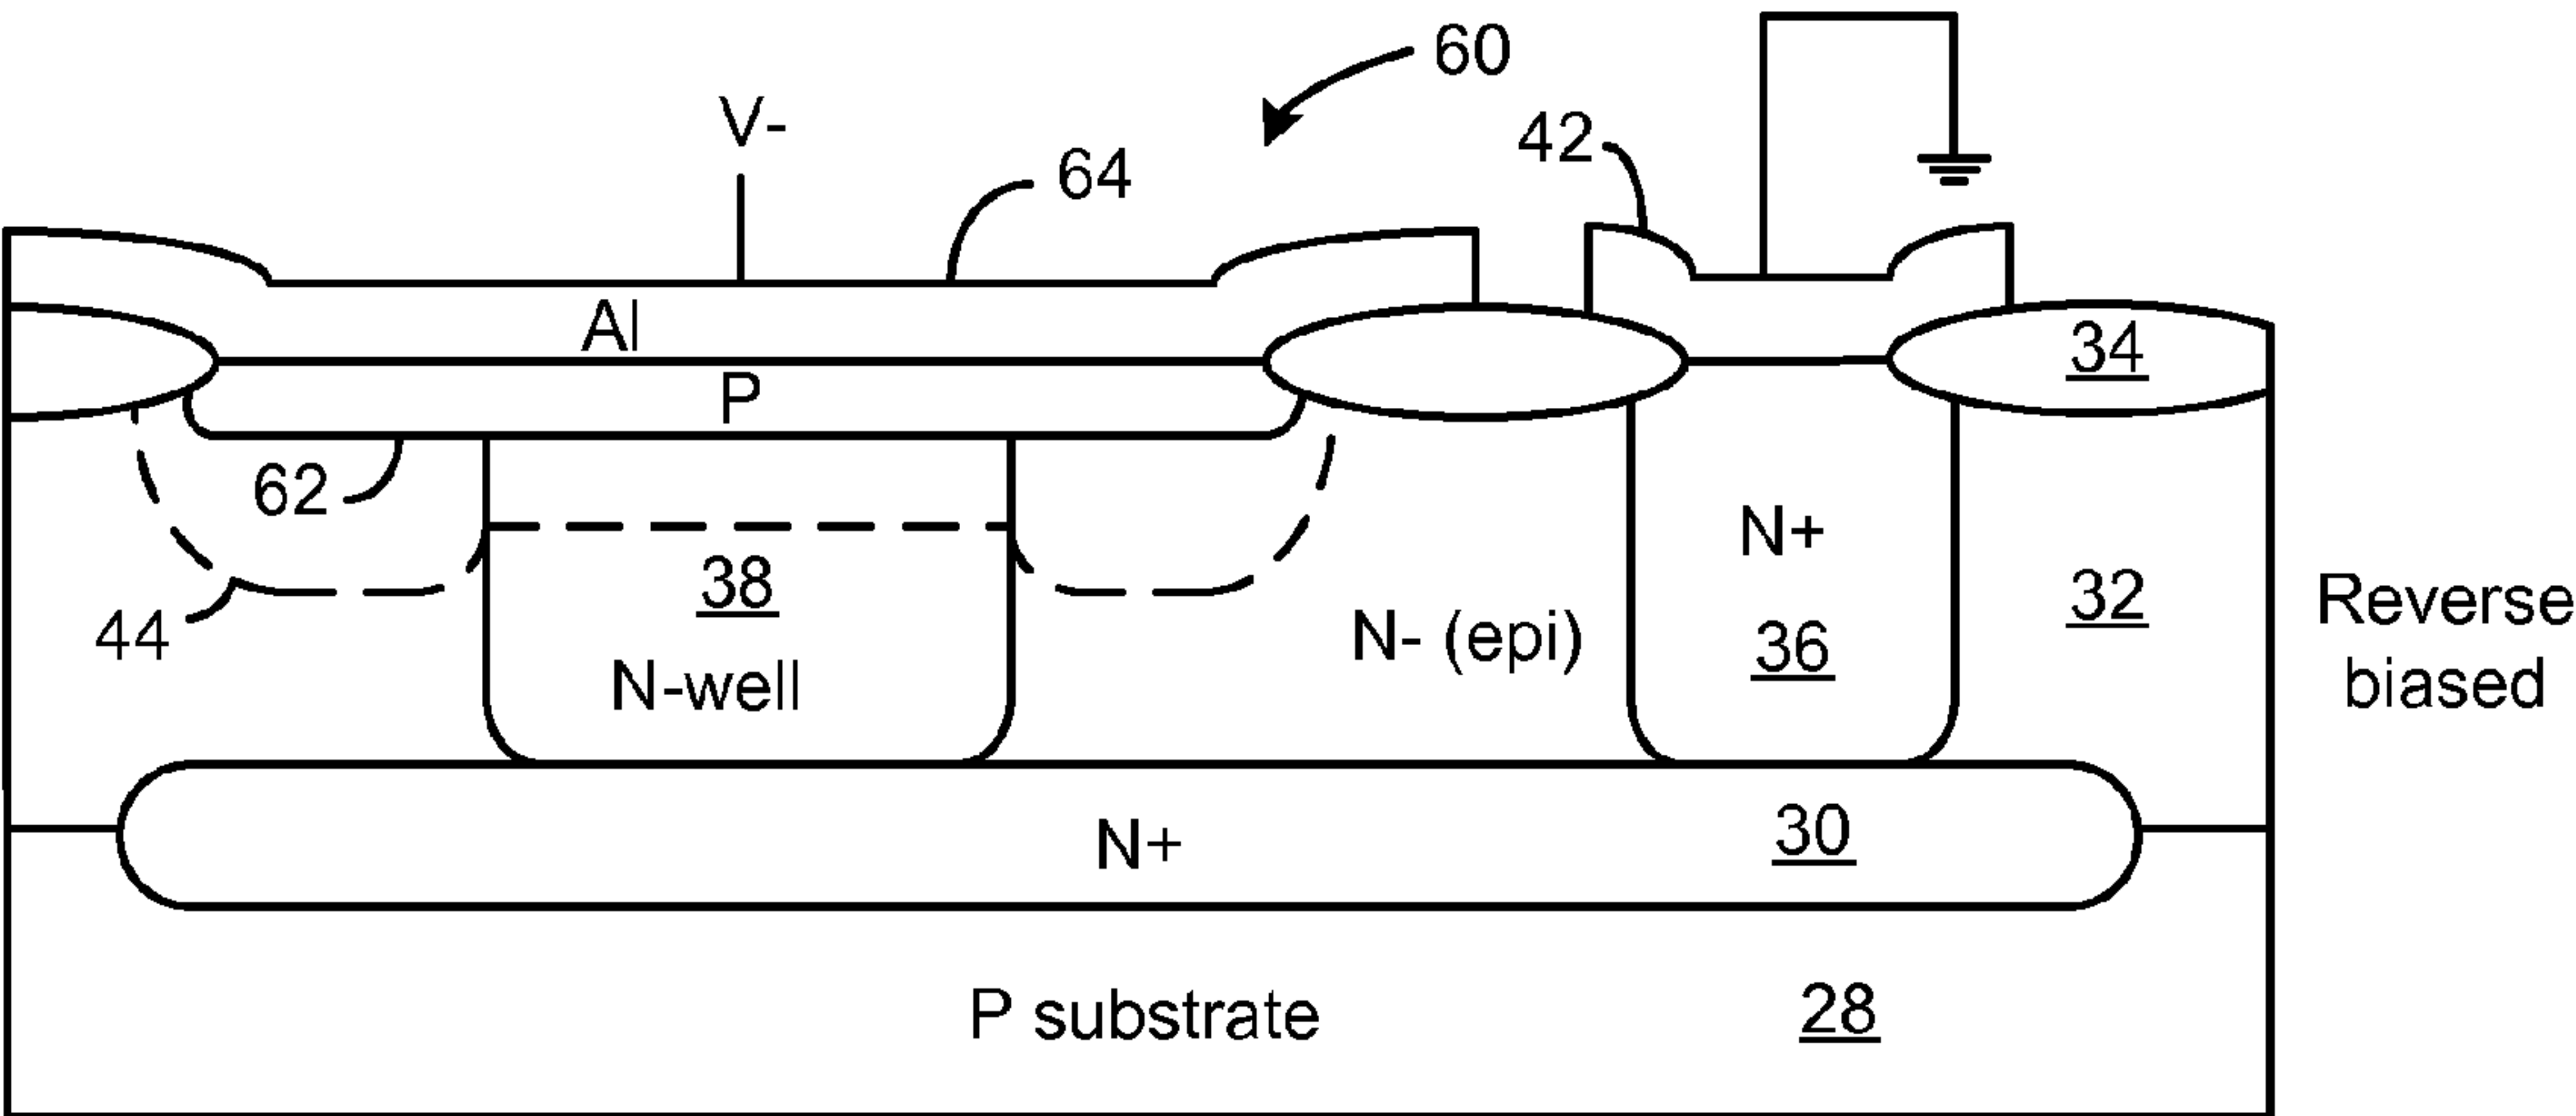 60
V-
42
64
Al
34
P
62
N+
38
32
Reverse
biased
44
N- (epi)
36
N-well
N+
30
P substrate
28